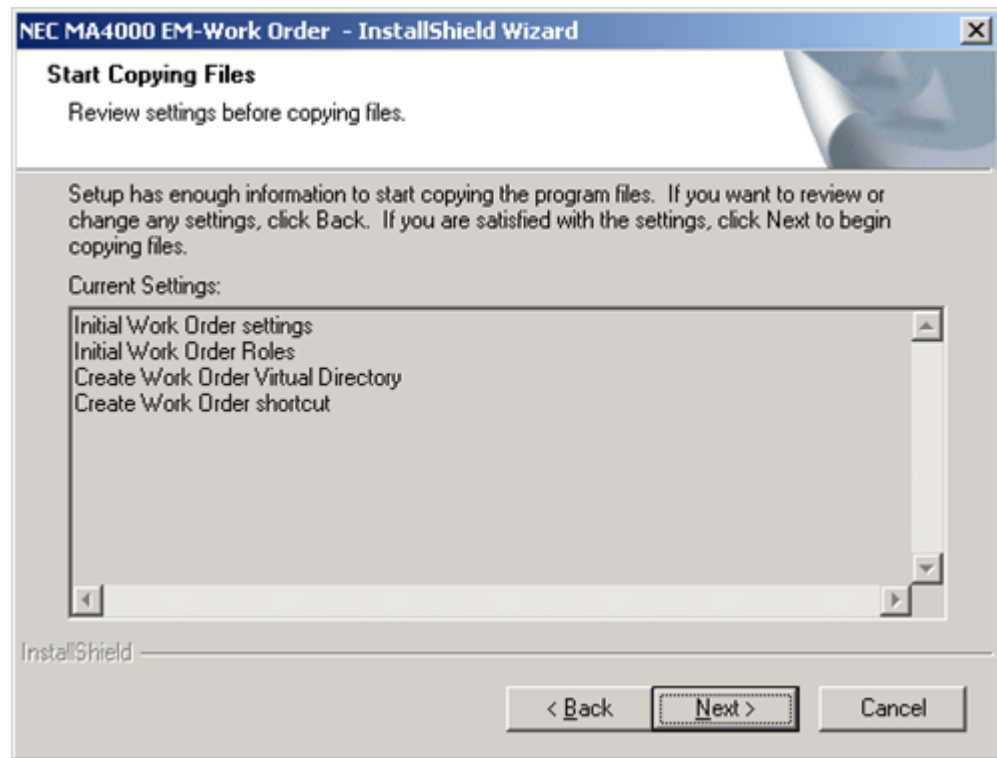 NEC MA4000 EM-Work Order - InstallShield Wizard
Start Copying Files
Review settings before copying files.
Setup has enough information to start copying the program files. If you want to review or
change any settings, click Back. If you are satisfied with the settings, click Next to begin
copying files.
Current Settings:
Initial Work Order settings
Initial Work Order Roles
Create Work Order Virtual Directory
Create Work Order shortcut
InstallShield
< Back
Next >
Cancel